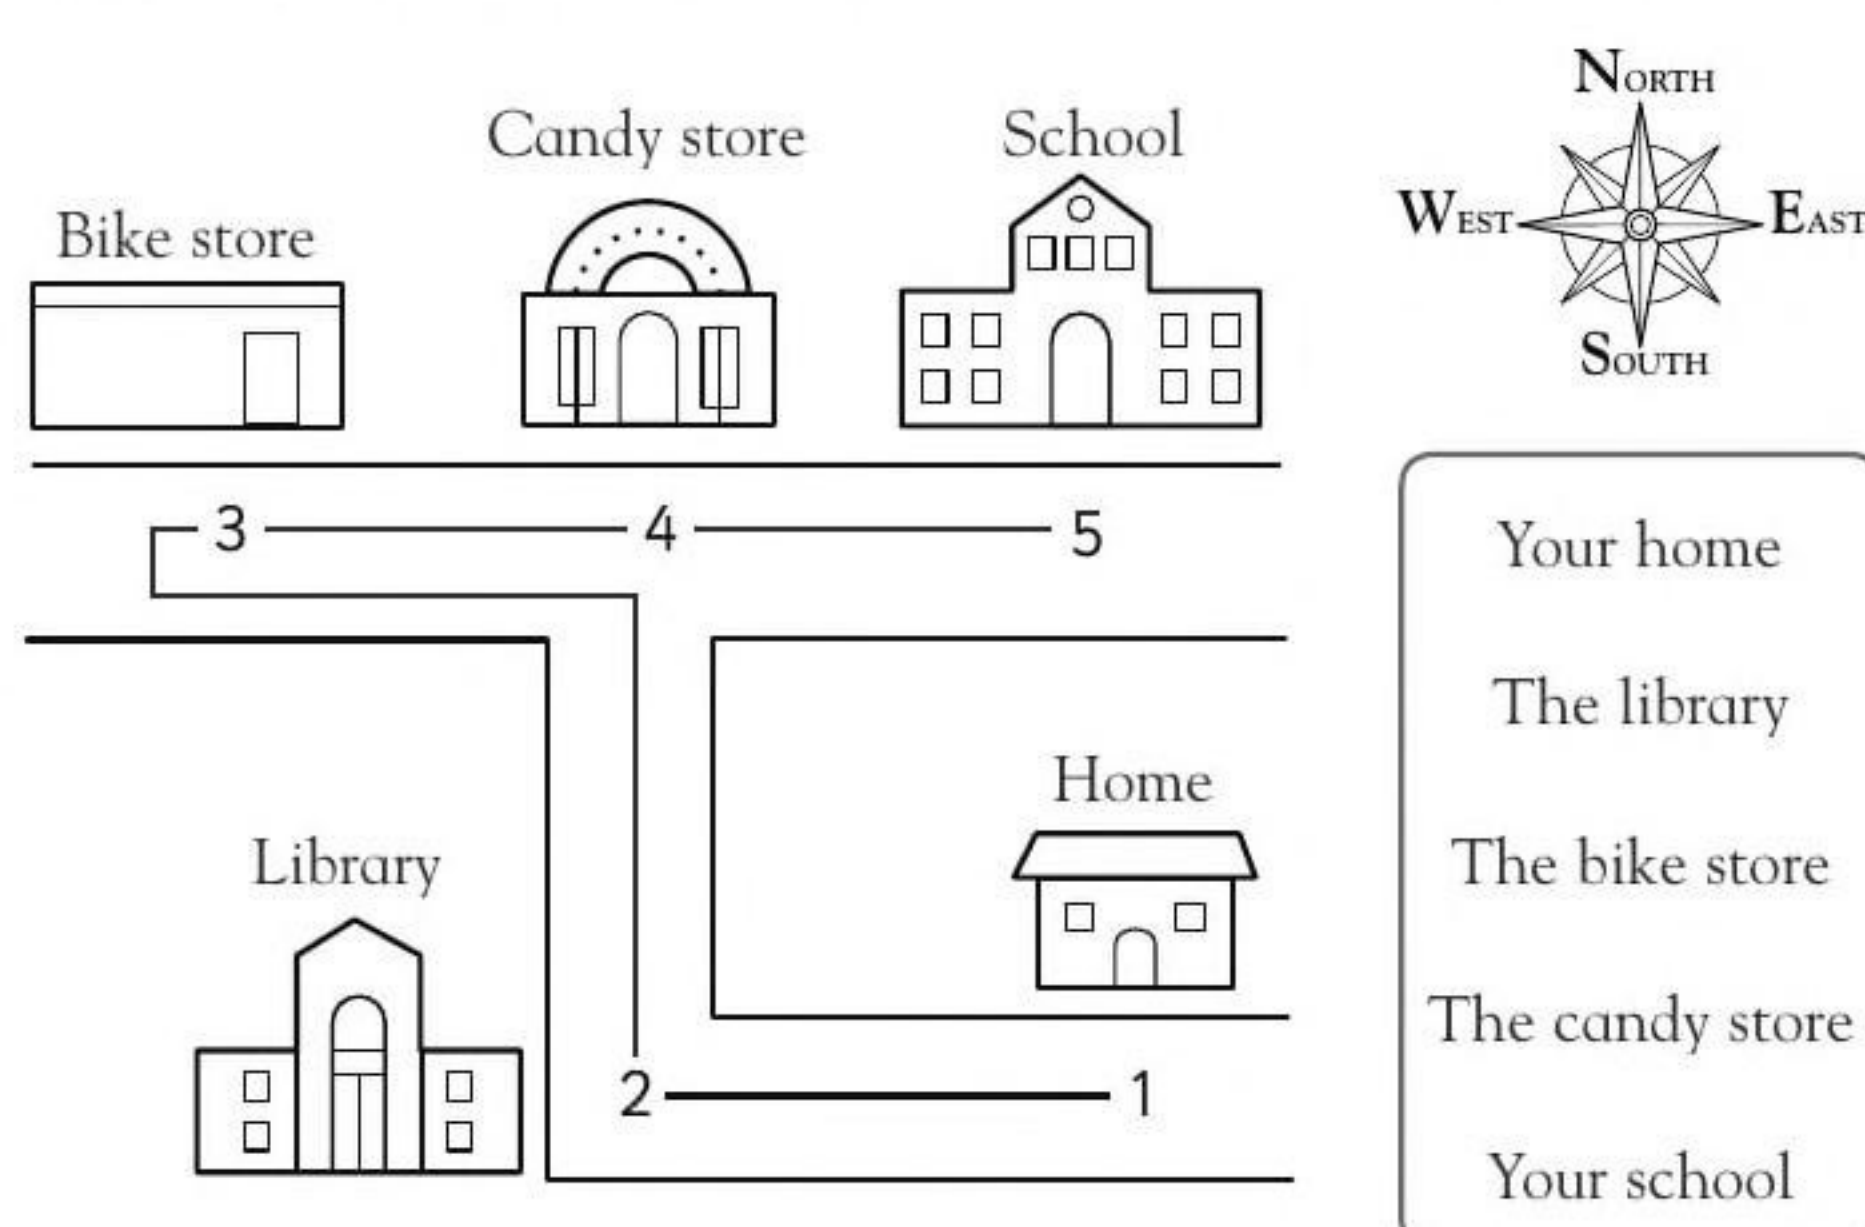 NORTH
Candy store
School
WEST
EAST
Bike store
SOUTH
3
4
5
Your home
The library
Home
Library
The bike store
The candy store
2
1
Your school